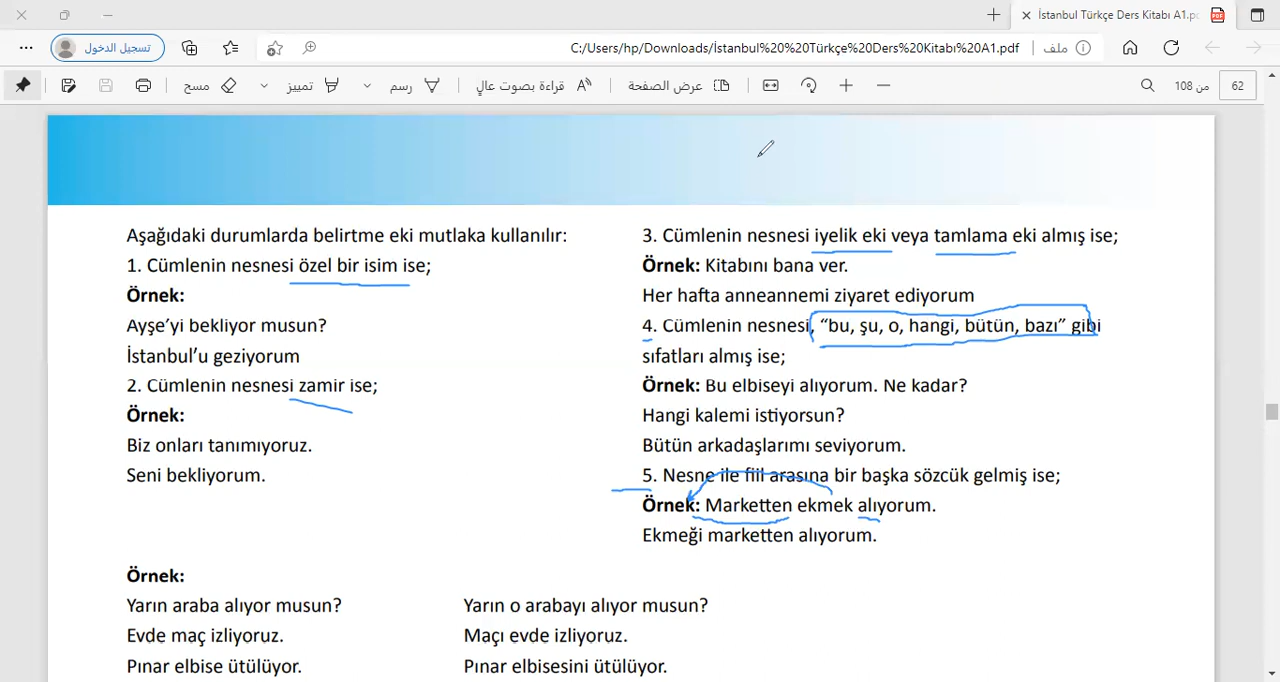 İstanbul Türkçe Ders Kitabı A1.pd
PDF
تسجيل الدخول
C:/Users/hp/Downloads/İstanbul%20%20Türkçe%20Ders%20Kitabı%20A1.pdf
ملف
مسح
تمييز
رسم
قراءة بصوت عالٍ
عرض الصفحة
من 108
62
Aşağıdaki durumlarda belirtme eki mutlaka kullanılır:
1. Cümlenin nesnesi özel bir isim ise;
Örnek:
Ayşe’yi bekliyor musun?
İstanbul’u geziyorum
2. Cümlenin nesnesi zamir ise;
Örnek:
Biz onları tanımıyoruz.
Seni bekliyorum.
3. Cümlenin nesnesi iyelik eki veya tamlama eki almış ise;
Örnek: Kitabını bana ver.
Her hafta anneannemi ziyaret ediyorum
4. Cümlenin nesnesi, “bu, şu, o, hangi, bütün, bazı” gibi
sıfatları almış ise;
Örnek: Bu elbiseyi alıyorum. Ne kadar?
Hangi kalemi istiyorsun?
Bütün arkadaşlarımı seviyorum.
5. Nesne ile fiil arasına bir başka sözcük gelmiş ise;
Örnek: Marketten ekmek alıyorum.
Ekmeği marketten alıyorum.
Örnek:
Yarın araba alıyor musun?
Evde maç izliyoruz.
Pınar elbise ütülüyor.
Yarın o arabayı alıyor musun?
Maçı evde izliyoruz.
Pınar elbisesini ütülüyor.